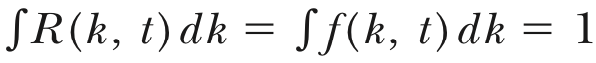 ∫R(k, t) dk = ∫f(k, t) dk = 1